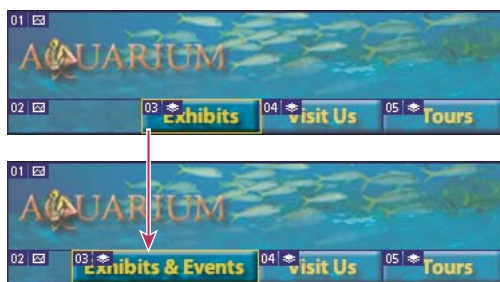 01
AQUARIUM
02 03 Exhibits 04 Visit Us 05 Tours
01
AQUARIUM
02 03 Exhibits & Events 04 Visit Us 05 Tours